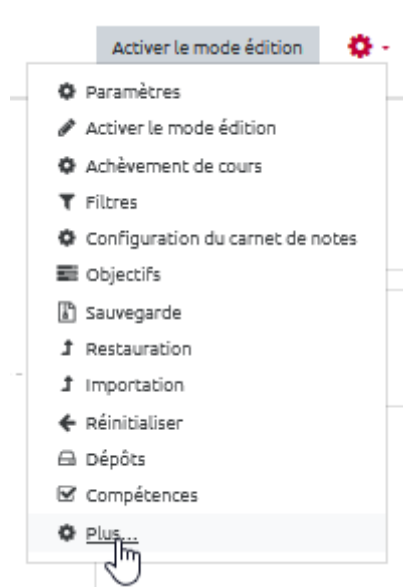 Activer le mode édition
Paramètres
Activer le mode édition
Achèvement de cours
Filtres
Configuration du carnet de notes
Objectifs
Sauvegarde
Restauration
Importation
Réinitialiser
Dépôts
Compétences
Plus...